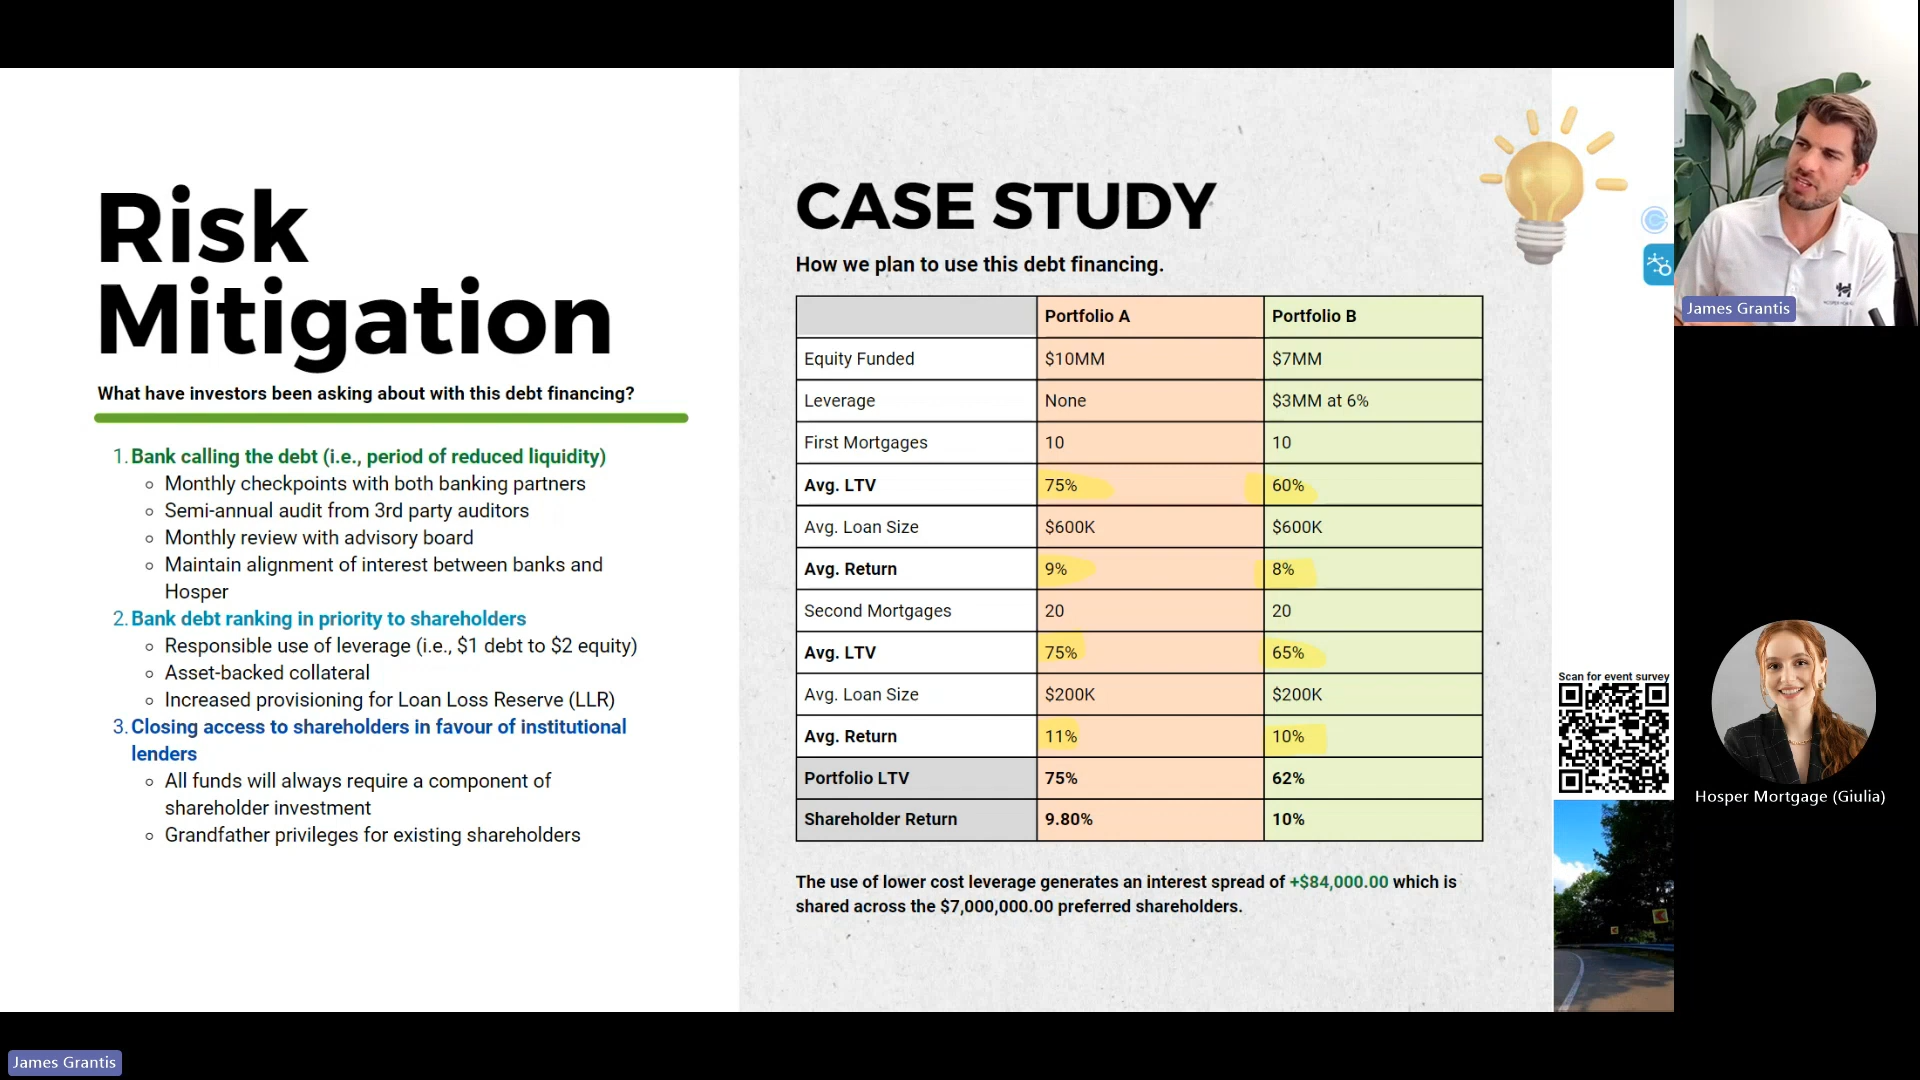 Risk
Mitigation
What have investors been asking about with this debt financing?
1. Bank calling the debt (i.e., period of reduced liquidity)
Monthly checkpoints with both banking partners
Semi-annual audit from 3rd party auditors
Monthly review with advisory board
Maintain alignment of interest between banks and
Hosper
2. Bank debt ranking in priority to shareholders
Responsible use of leverage (i.e., $1 debt to $2 equity)
Asset-backed collateral
Increased provisioning for Loan Loss Reserve (LLR)
3. Closing access to shareholders in favour of institutional
lenders
All funds will always require a component of
shareholder investment
Grandfather privileges for existing shareholders
CASE STUDY
How we plan to use this debt financing.
Portfolio A Portfolio B
Equity Funded $10MM $7MM
Leverage None $3MM at 6%
First Mortgages 10 10
Avg. LTV 75% 60%
Avg. Loan Size $600K $600K
Avg. Return 9% 8%
Second Mortgages 20 20
Avg. LTV 75% 65%
Avg. Loan Size $200K $200K
Avg. Return 11% 10%
Portfolio LTV 75% 62%
Shareholder Return 9.80% 10%
The use of lower cost leverage generates an interest spread of +$84,000.00 which is
shared across the $7,000,000.00 preferred shareholders.
Scan for event survey
James Grantis
Hosper Mortgage (Giulia)
James Grantis